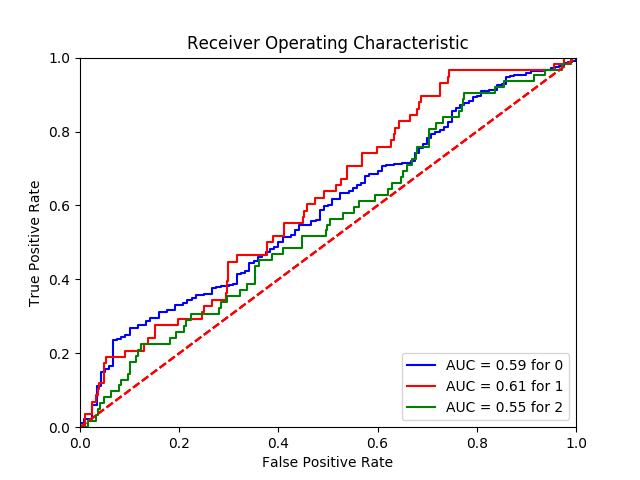 Receiver Operating Characteristic
True Positive Rate
1.0
0.8
0.6
0.4
0.2
0.0
0.0 0.2 0.4 0.6 0.8 1.0
False Positive Rate
AUC = 0.59 for 0
AUC = 0.61 for 1
AUC = 0.55 for 2